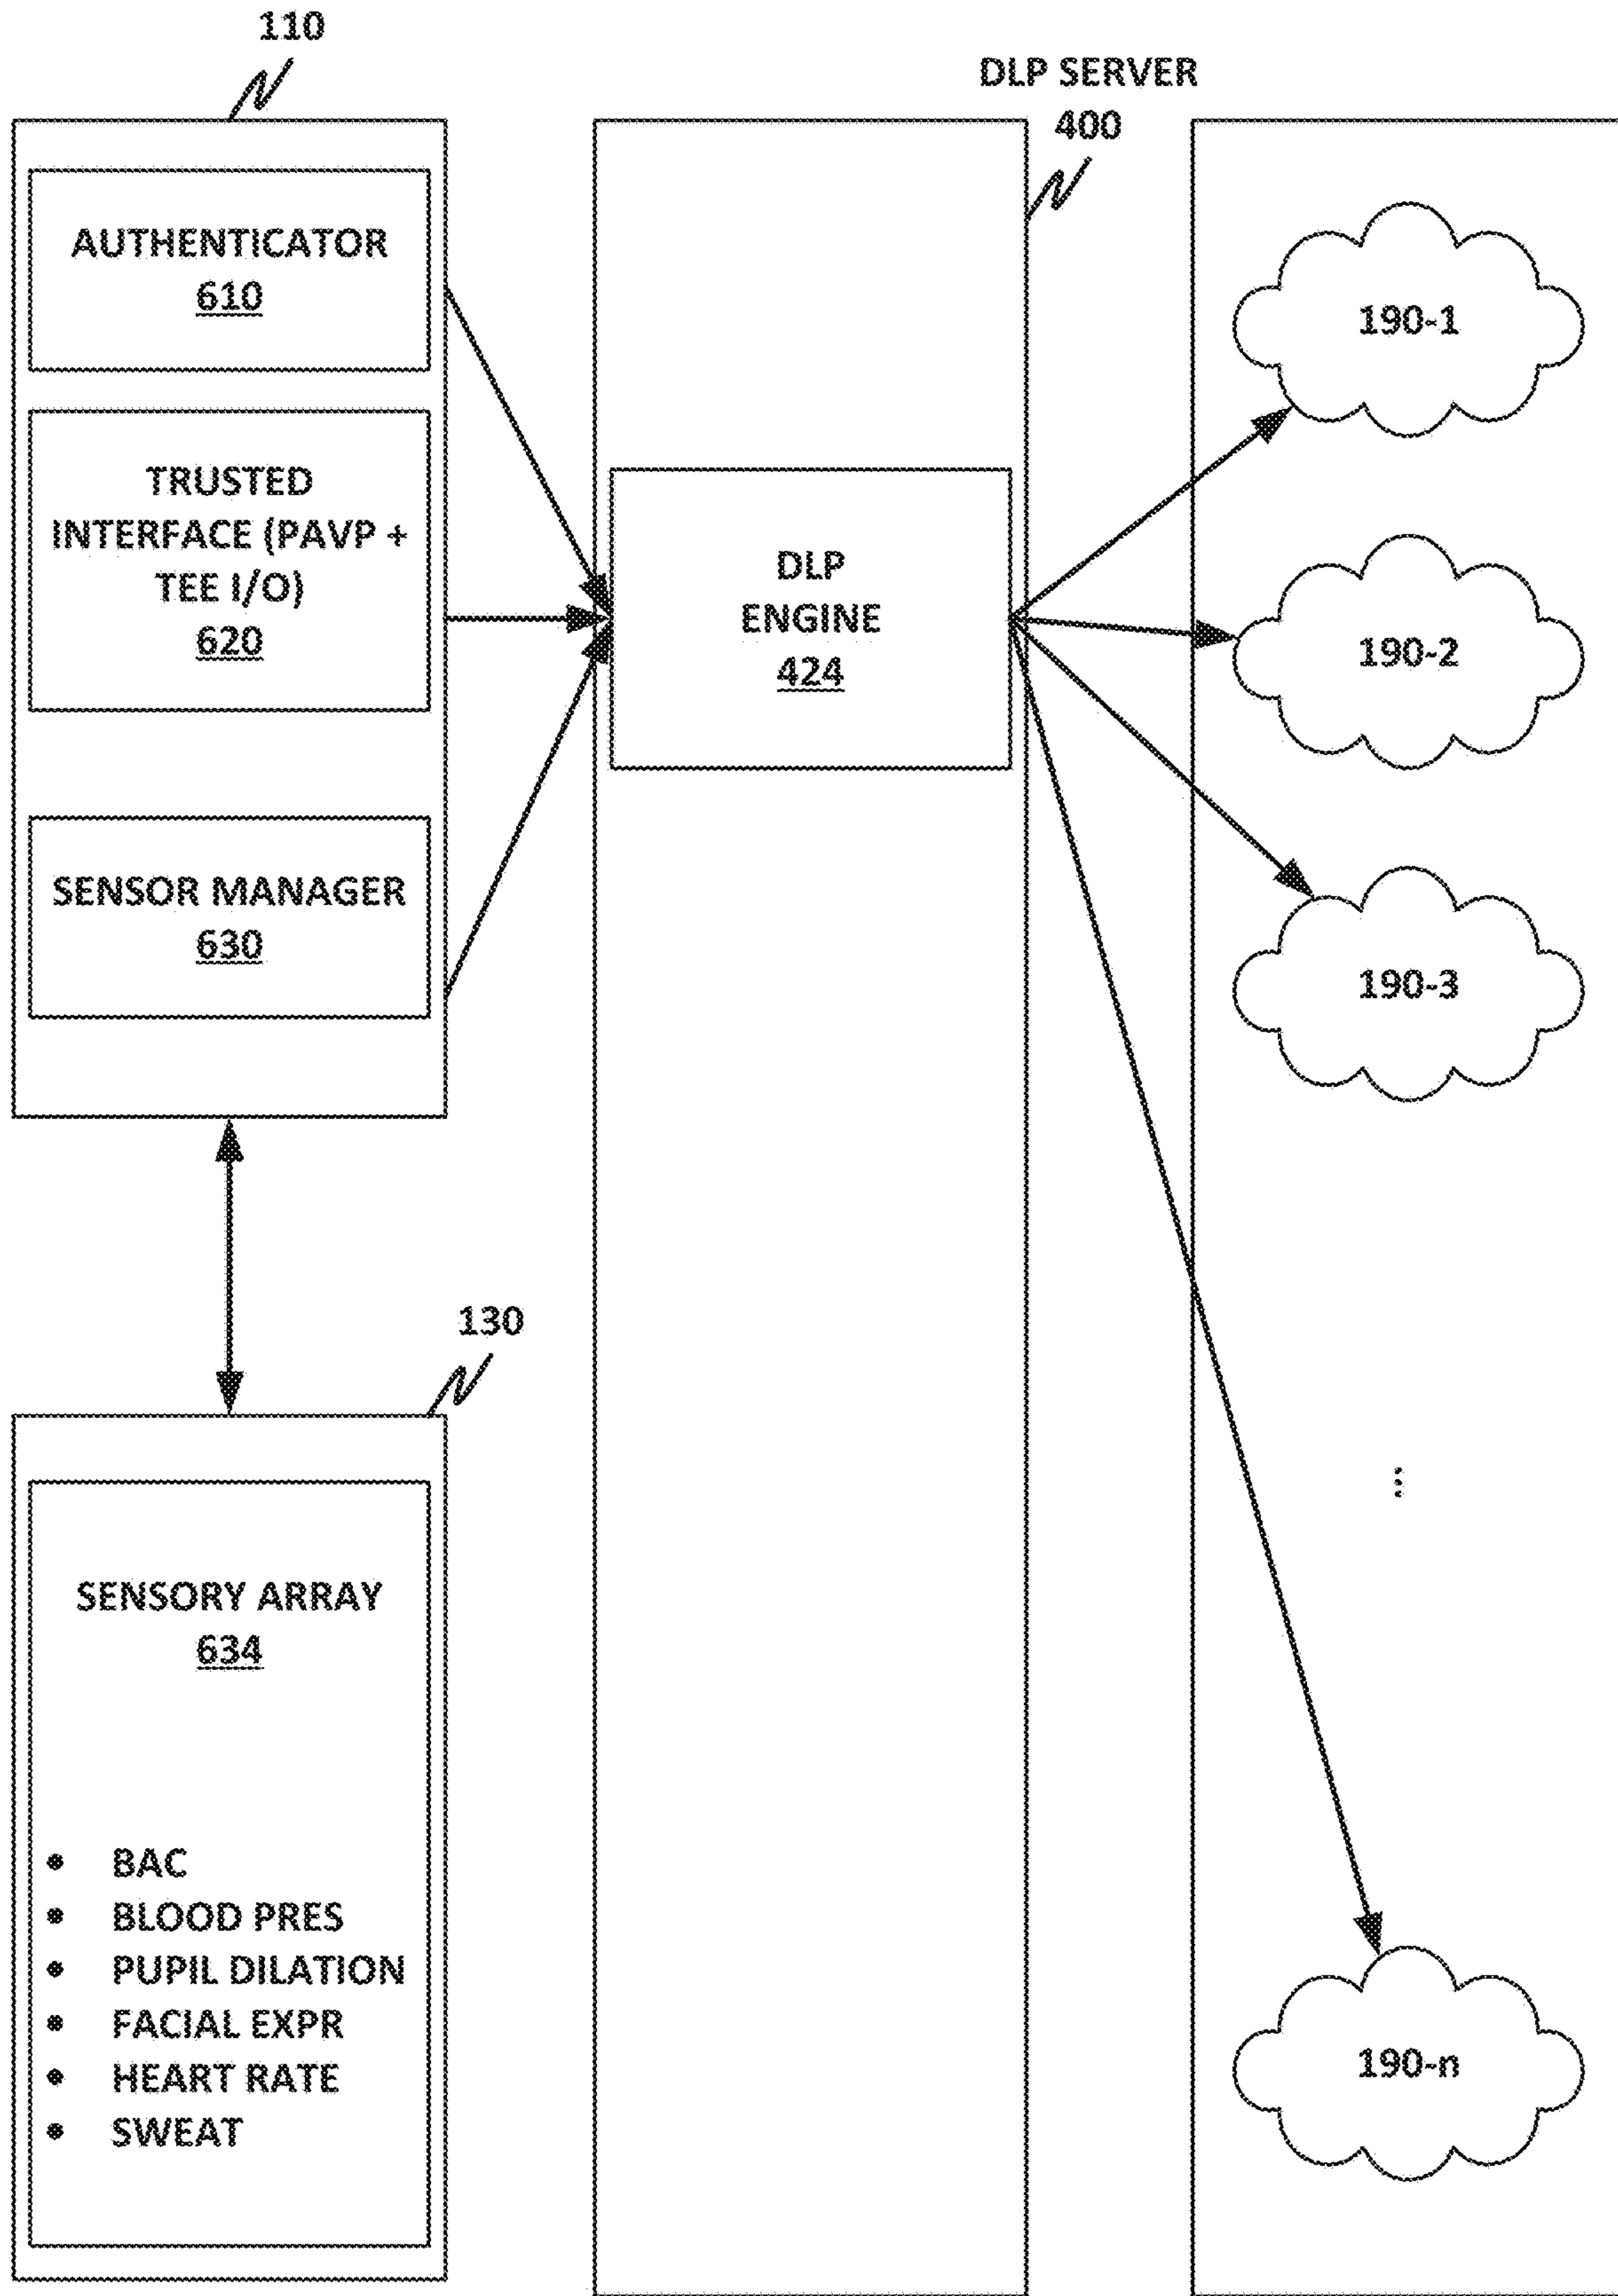 110
AUTHENTICATOR
610
TRUSTED
INTERFACE (PAVP +
TEE I/O)
620
SENSOR MANAGER
630
130
SENSORY ARRAY
634
• BAC
• BLOOD PRES
• PUPIL DILATION
• FACIAL EXPR
• HEART RATE
• SWEAT
DLP SERVER
400
DLP
ENGINE
424
190-1
190-2
190-3
...
190-n